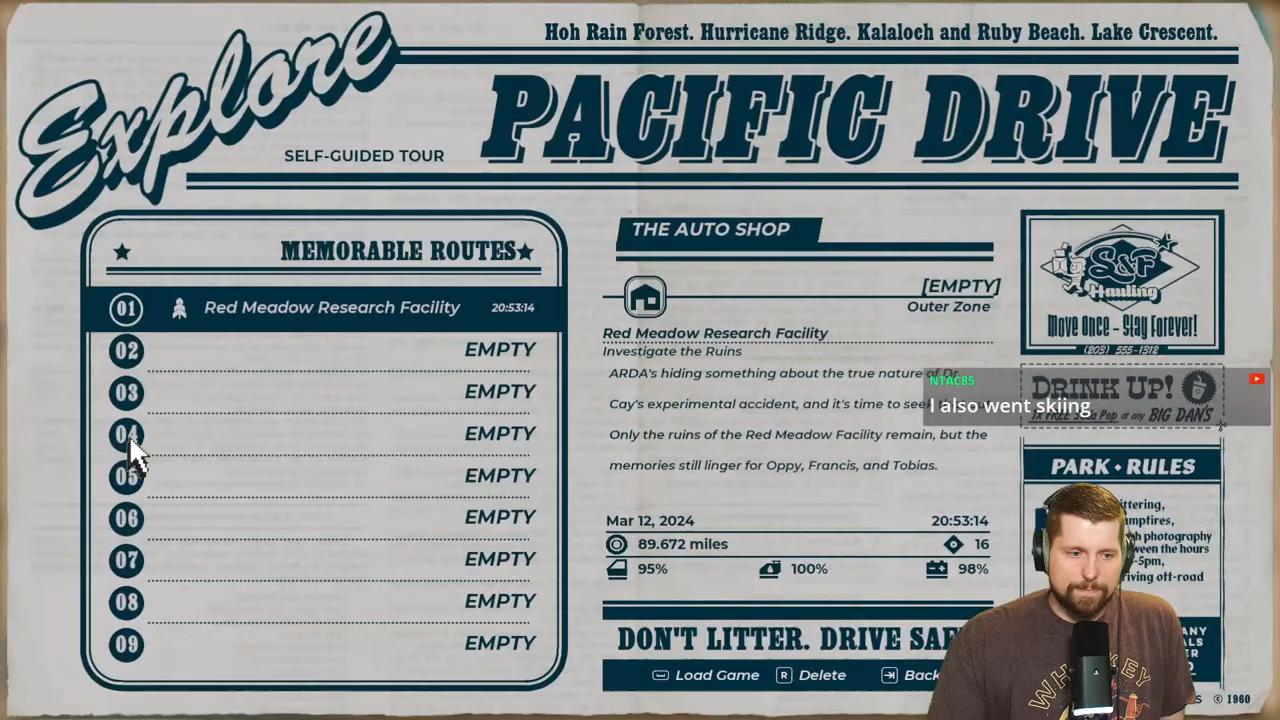 Explore
Hoh Rain Forest. Hurricane Ridge. Kalaloch and Ruby Beach. Lake Crescent.
SELF-GUIDED TOUR
PACIFIC DRIVE
MEMORABLE ROUTES
01 Red Meadow Research Facility 20:53:14
02 EMPTY
03 EMPTY
04 EMPTY
05 EMPTY
06 EMPTY
07 EMPTY
08 EMPTY
09 EMPTY
THE AUTO SHOP
[EMPTY]
Outer Zone
Red Meadow Research Facility
Investigate the Ruins
ARDA's hiding something about the true nature of Dr.
Cay's experimental accident, and it's time to seek
Only the ruins of the Red Meadow Facility remain, but the
memories still linger for Oppy, Francis, and Tobias.
Mar 12, 2024 20:53:14
89.672 miles 16
95% 100% 98%
DON'T LITTER. DRIVE
Load Game R Delete Back
S&F
Hauling
Move Once - Stay Forever!
(203) 555-1312
NTAC85
I also went skiing
DRINK UP!
1X FREE Soda Pop at any BIG DAN'S
PARK • RULES
photography
the hours
-5pm,
off-road
© 1960
WH KEY